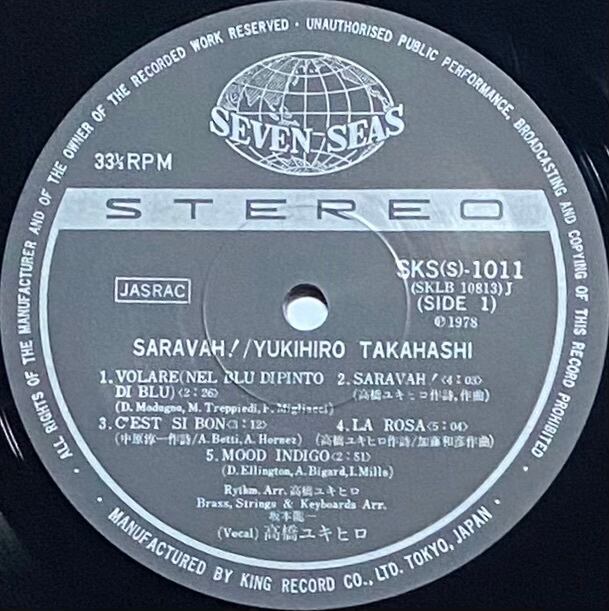 ALL RIGHTS OF THE MANUFACTURER AND OF THE OWNER OF THE RECORDED WORK RESERVED · UNAUTHORISED PUBLIC PERFORMANCE, BROADCASTING AND COPYING OF THIS RECORD PROHIBITED ·
SEVEN SEAS
33⅓RPM
STEREO
JASRAC
SKS(S)-1011
(SKLB 10813)J
(SIDE 1)
℗1978
SARAVAH!/YUKIHIRO TAKAHASHI
1.VOLARE(NEL BLU DIPINTO DI BLU)<2:26>
(D. Modugno, M. Treppiedi, F. Migliacci)
2.SARAVAH!<4:03>
(高橋ユキヒロ作詩,作曲)
3.C'EST SI BON<3:12>
(中原淳一作詩/A. Betti, A. Hornez)
4.LA ROSA<5:04>
(高橋ユキヒロ作詩/加藤和彦作曲)
5.MOOD INDIGO<2:51>
(D. Ellington, A. Bigard, I. Mills)
Rythm. Arr. 高橋ユキヒロ
Brass, Strings & Keyboards Arr.
坂本龍一
(Vocal) 高橋ユキヒロ
MANUFACTURED BY KING RECORD CO., LTD. TOKYO, JAPAN.